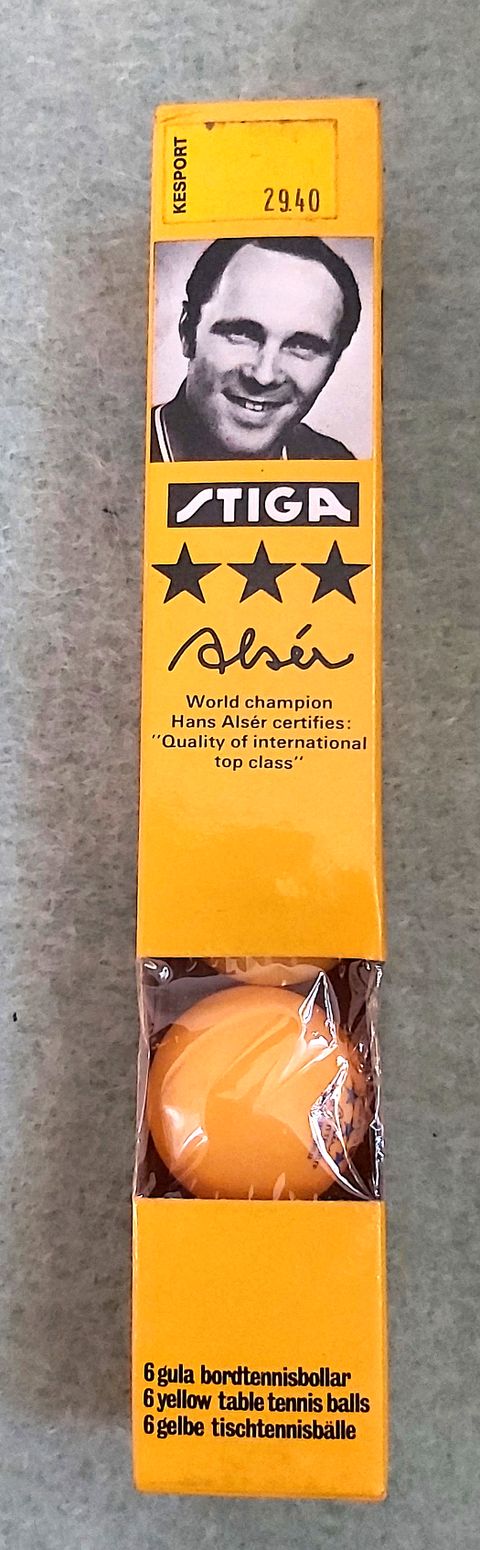 KESPORT
29.40
STIGA
Alsér
World champion
Hans Alsér certifies:
"Quality of international
top class"
6 gula bordtennisbollar
6 yellow table tennis balls
6 gelbe tischtennisbälle